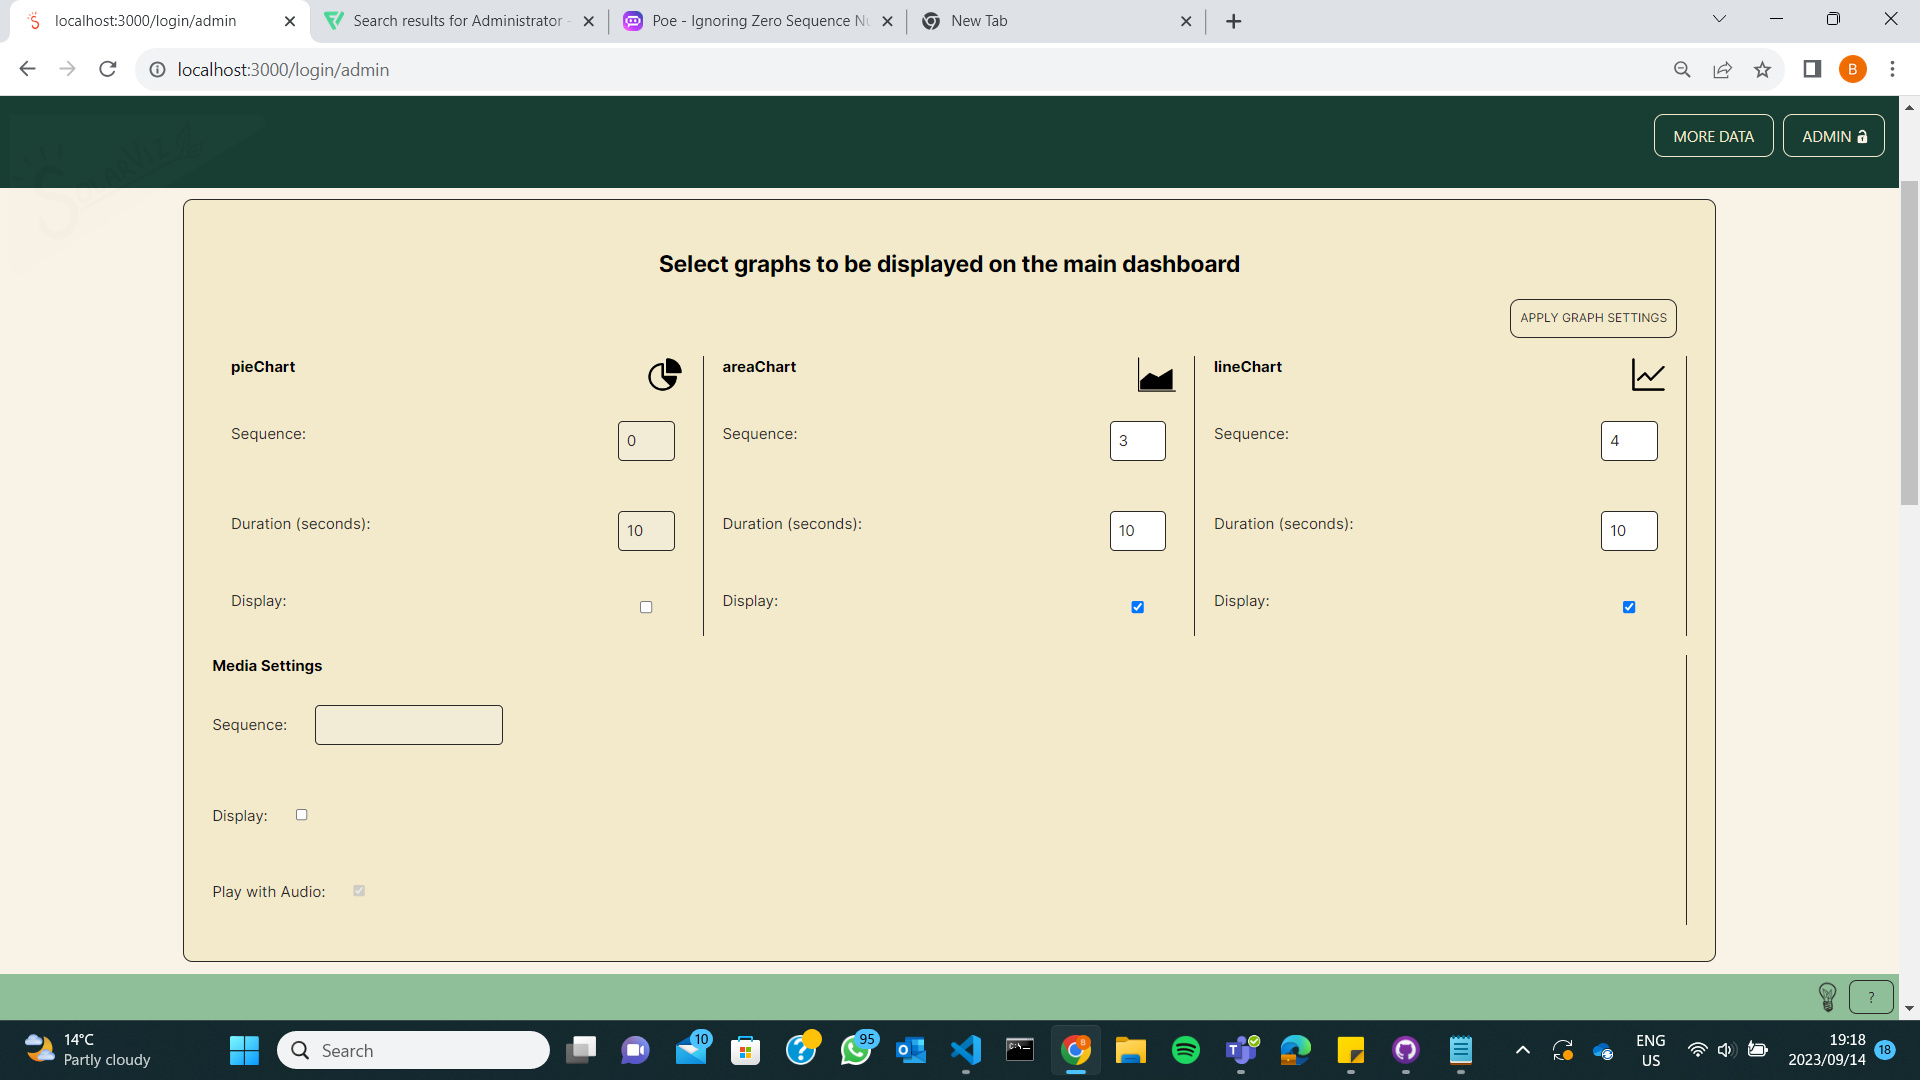 localhost:3000/login/admin
Search results for Administrator -
Poe - Ignoring Zero Sequence Nu
New Tab
localhost:3000/login/admin
B
SOLARVIZ
MORE DATA
ADMIN
Select graphs to be displayed on the main dashboard
APPLY GRAPH SETTINGS
pieChart
areaChart
lineChart
Sequence: 0
Sequence: 3
Sequence: 4
Duration (seconds): 10
Duration (seconds): 10
Duration (seconds): 10
Display:
Display:
Display:
Media Settings
Sequence:
Display:
Play with Audio:
?
14°C
Partly cloudy
Search
10
95
ENG
US
19:18
2023/09/14
18